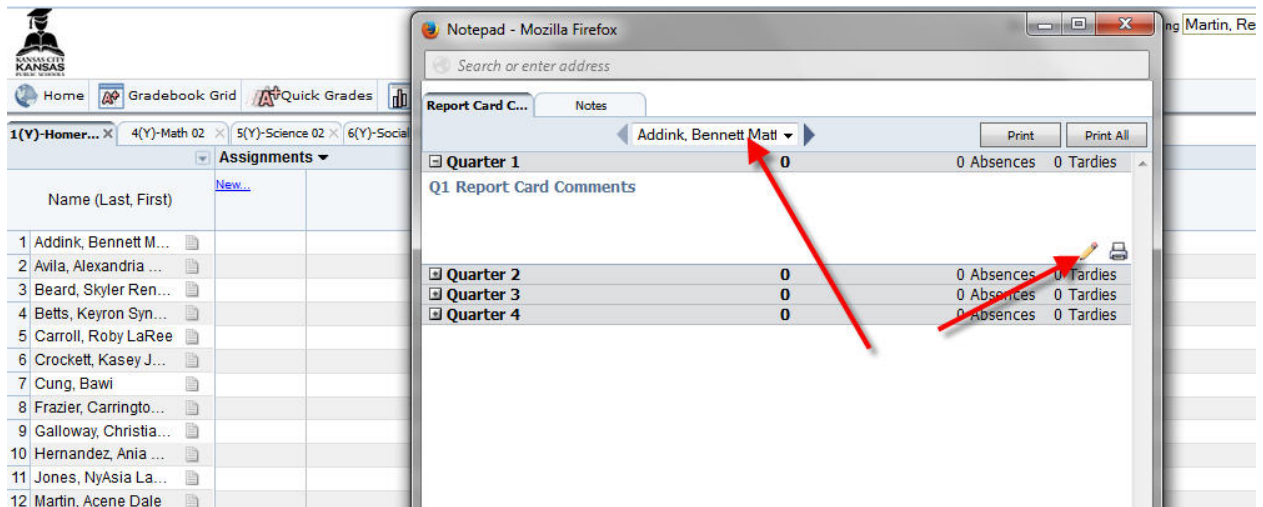 KANSAS CITY
KANSAS
PUBLIC SCHOOLS
Home Gradebook Grid Quick Grades
1(Y)-Homer... 4(Y)-Math 02 5(Y)-Science 02 6(Y)-Social
Assignments
Name (Last, First)
New...
1 Addink, Bennett M...
2 Avila, Alexandria ...
3 Beard, Skyler Ren...
4 Betts, Keyron Syn...
5 Carroll, Roby LaRee
6 Crockett, Kasey J...
7 Cung, Bawi
8 Frazier, Carringto...
9 Galloway, Christia...
10 Hernandez, Ania ...
11 Jones, NyAsia La...
12 Martin, Acene Dale
Notepad - Mozilla Firefox
Search or enter address
Report Card C... Notes
Addink, Bennett Matt
Print Print All
Quarter 1 0 0 Absences 0 Tardies
Q1 Report Card Comments
Quarter 2 0 0 Absences 0 Tardies
Quarter 3 0 0 Absences 0 Tardies
Quarter 4 0 0 Absences 0 Tardies
ng Martin, Re